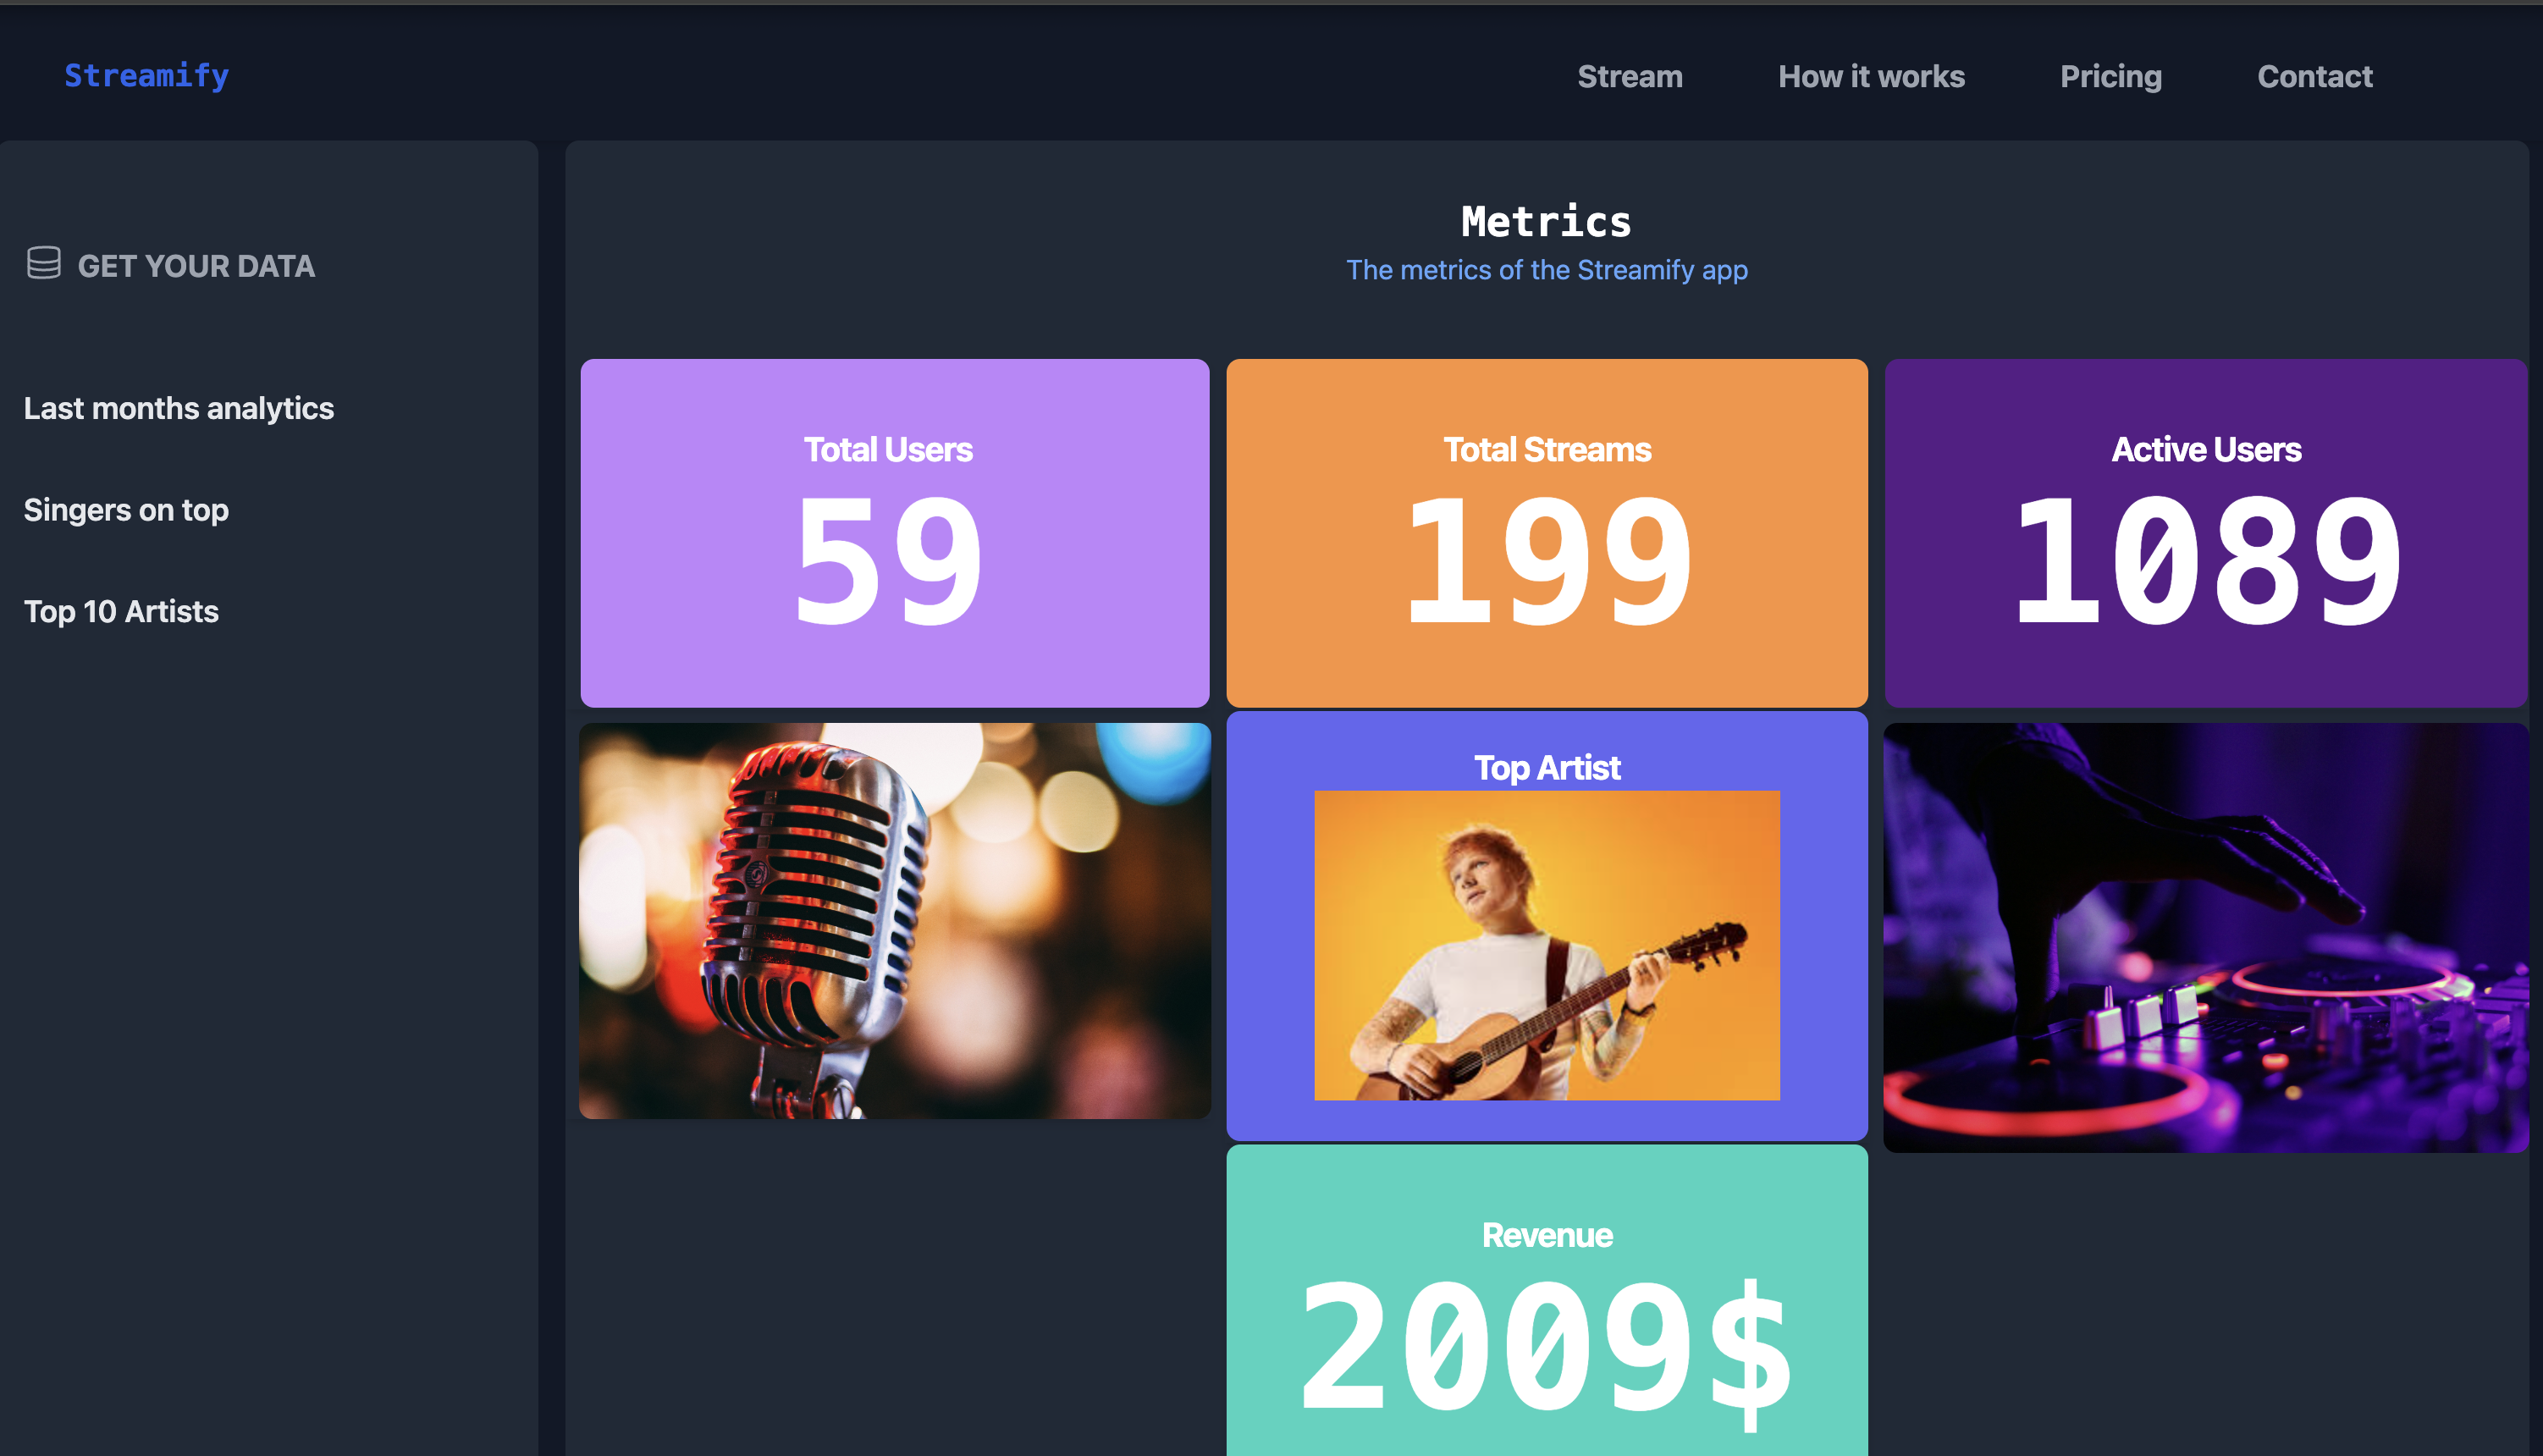 Streamify
Stream
How it works
Pricing
Contact
GET YOUR DATA
Last months analytics
Singers on top
Top 10 Artists
Metrics
The metrics of the Streamify app
Total Users
59
Total Streams
199
Active Users
1089
Top Artist
Revenue
2009$